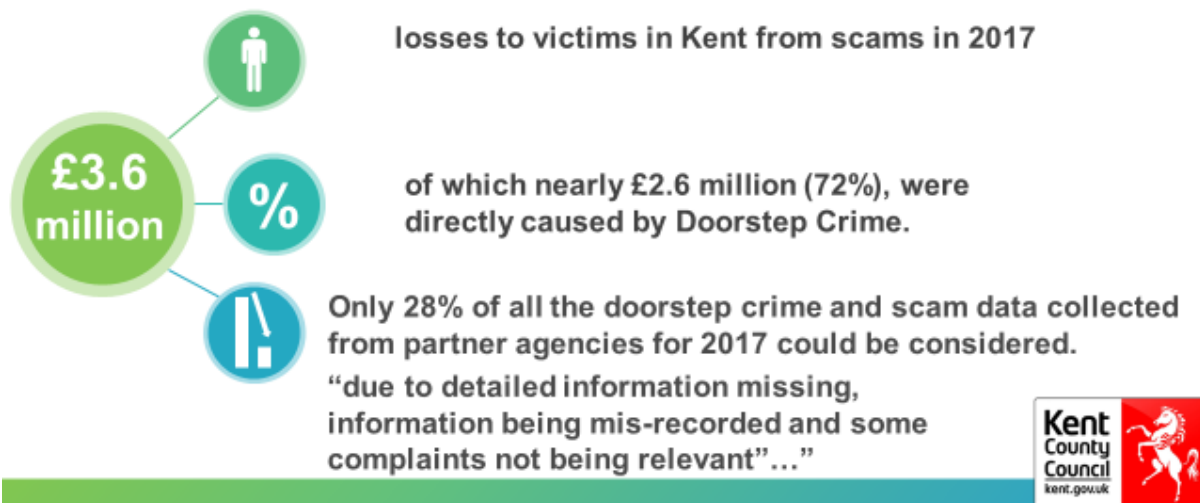 losses to victims in Kent from scams in 2017
£3.6
million
%
of which nearly £2.6 million (72%), were
directly caused by Doorstep Crime.
Only 28% of all the doorstep crime and scam data collected
from partner agencies for 2017 could be considered.
“due to detailed information missing,
information being mis-recorded and some
complaints not being relevant”…”
Kent
County
Council
kent.gov.uk